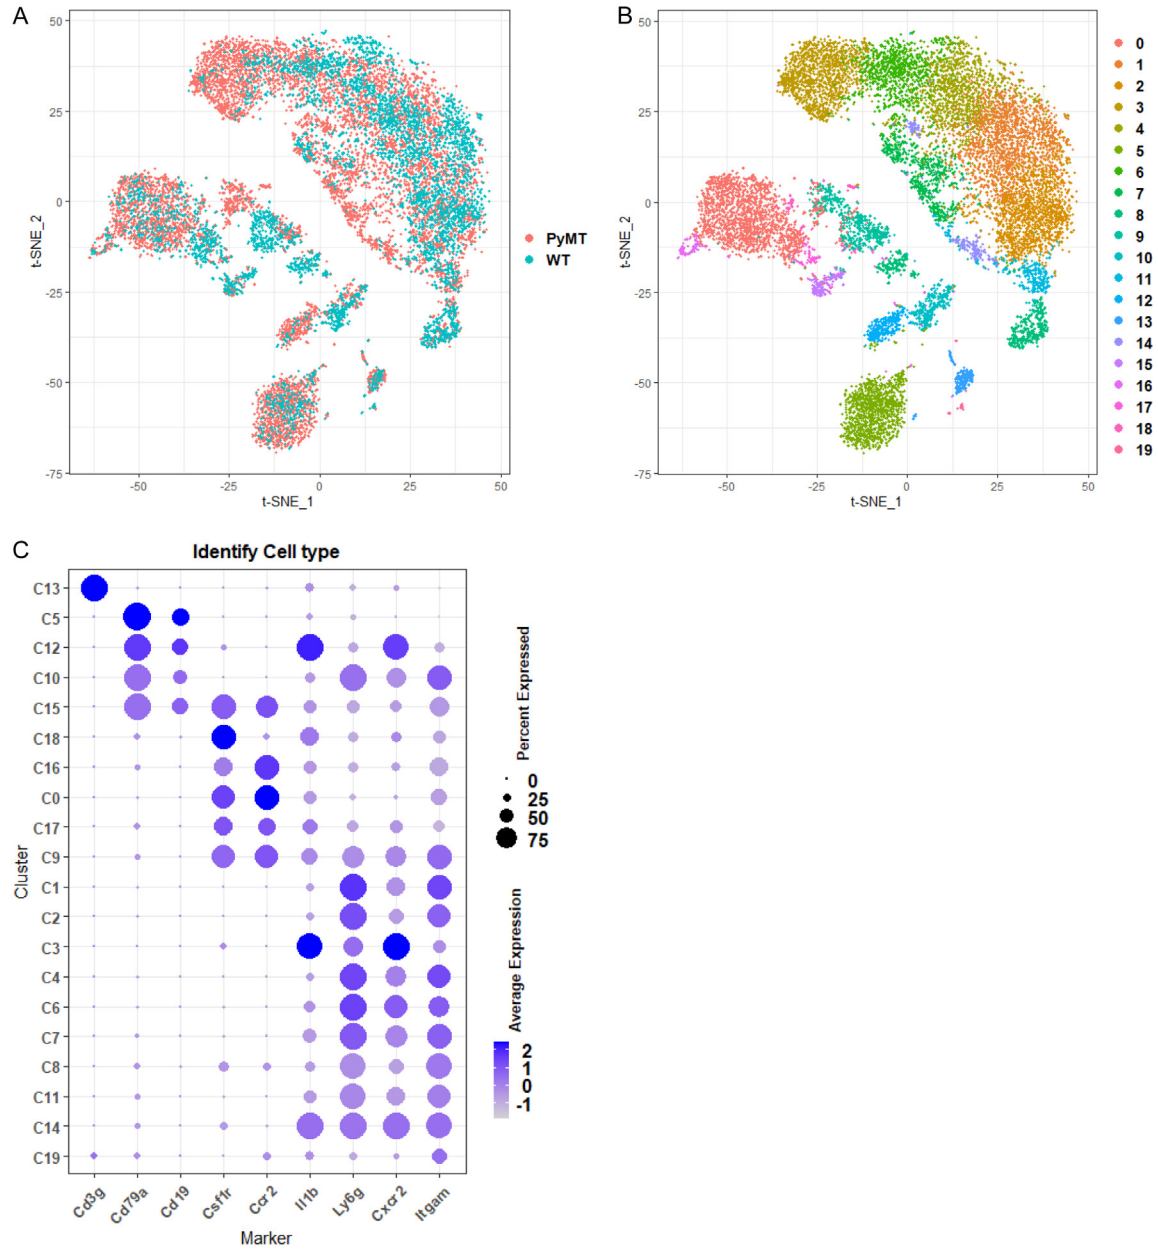 A
50
25
0
-25
-50
-75
t-SNE_2
-50
-25
0
25
50
t-SNE_1
PyMT
WT
B
50
25
0
-25
-50
-75
t-SNE_2
-50
-25
0
25
50
t-SNE_1
0
1
2
3
4
5
6
7
8
9
10
11
12
13
14
15
16
17
18
19
C
Identify Cell type
C13
C5
C12
C10
C15
C18
C16
C0
C17
C9
C1
C2
C3
C4
C6
C7
C8
C11
C14
C19
Cluster
Cd3g
Cd79a
Cd19
Csf1r
Ccr2
Il1b
Ly6g
Cxcr2
Itgam
Marker
Percent Expressed
0
25
50
75
Average Expression
2
1
0
-1